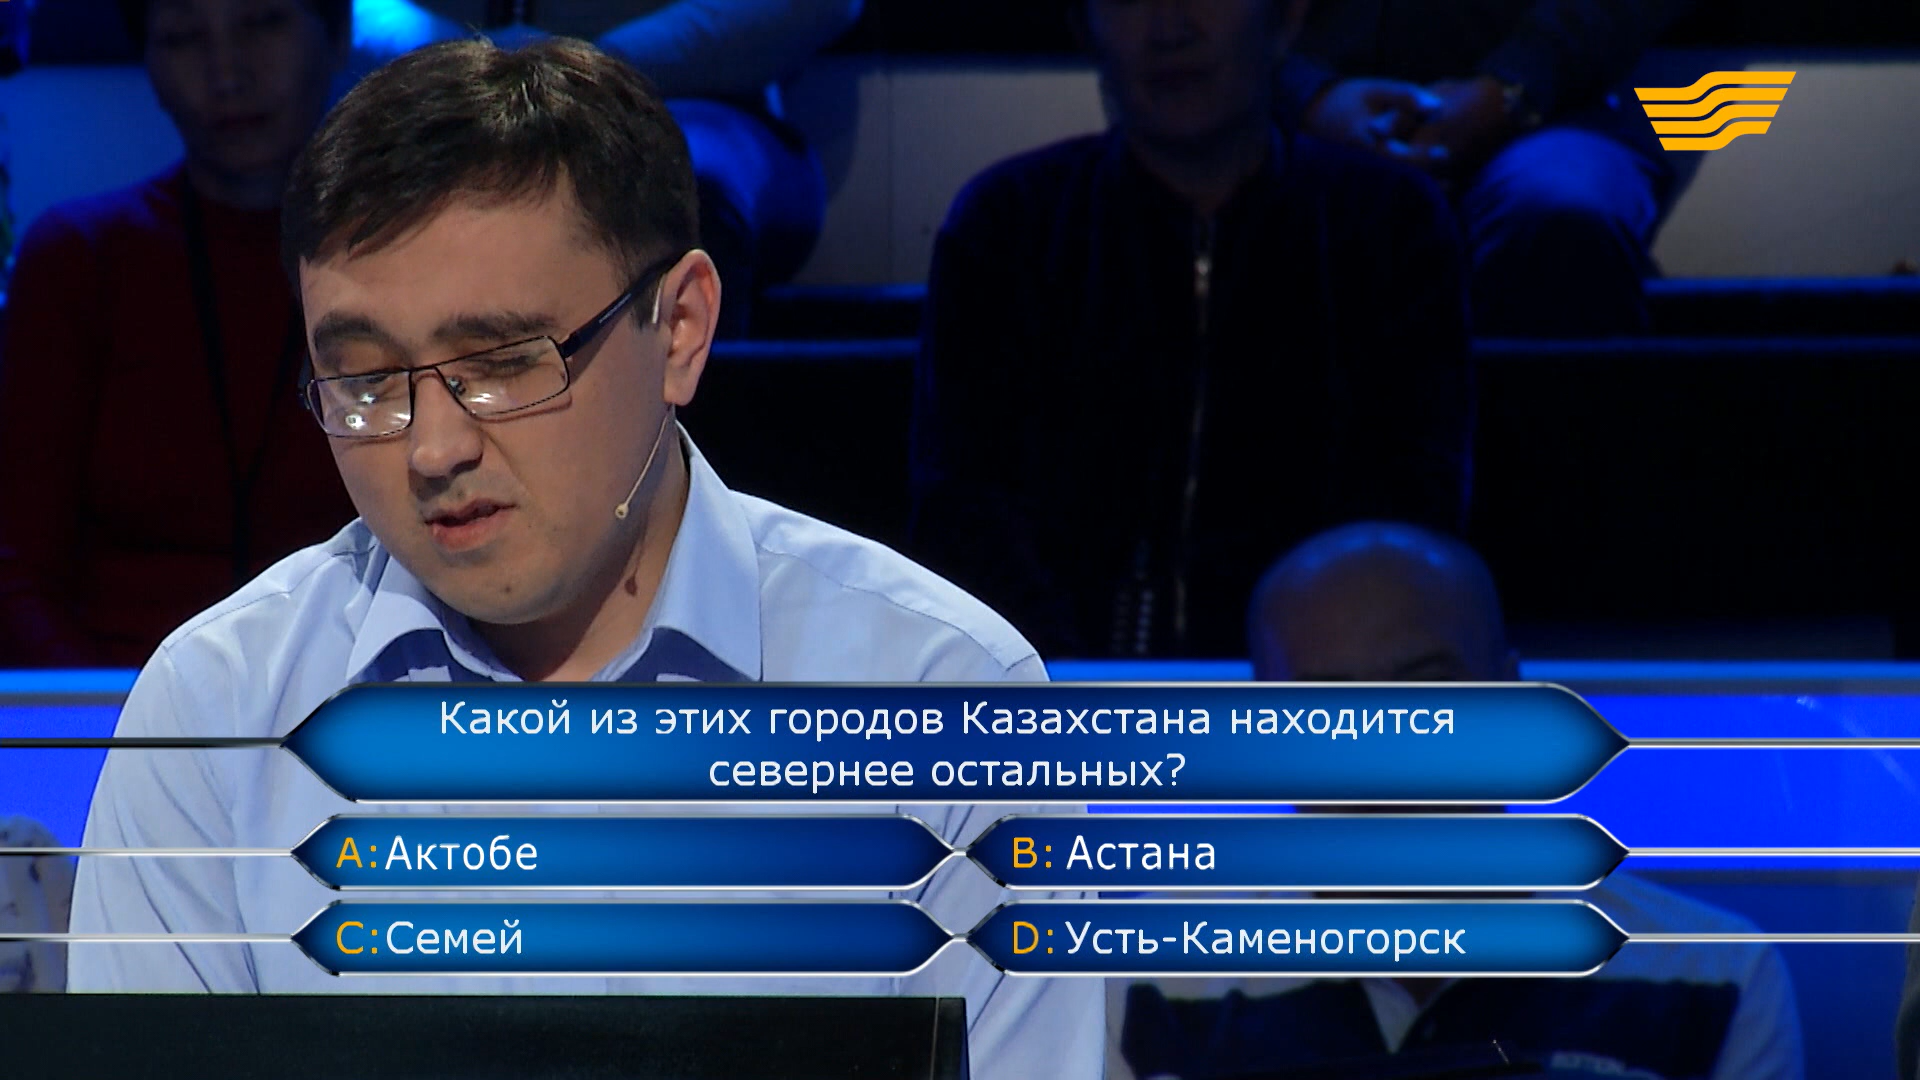 Какой из этих городов Казахстана находится
севернее остальных?
A: Актобе
B: Астана
C: Семей
D: Усть-Каменогорск